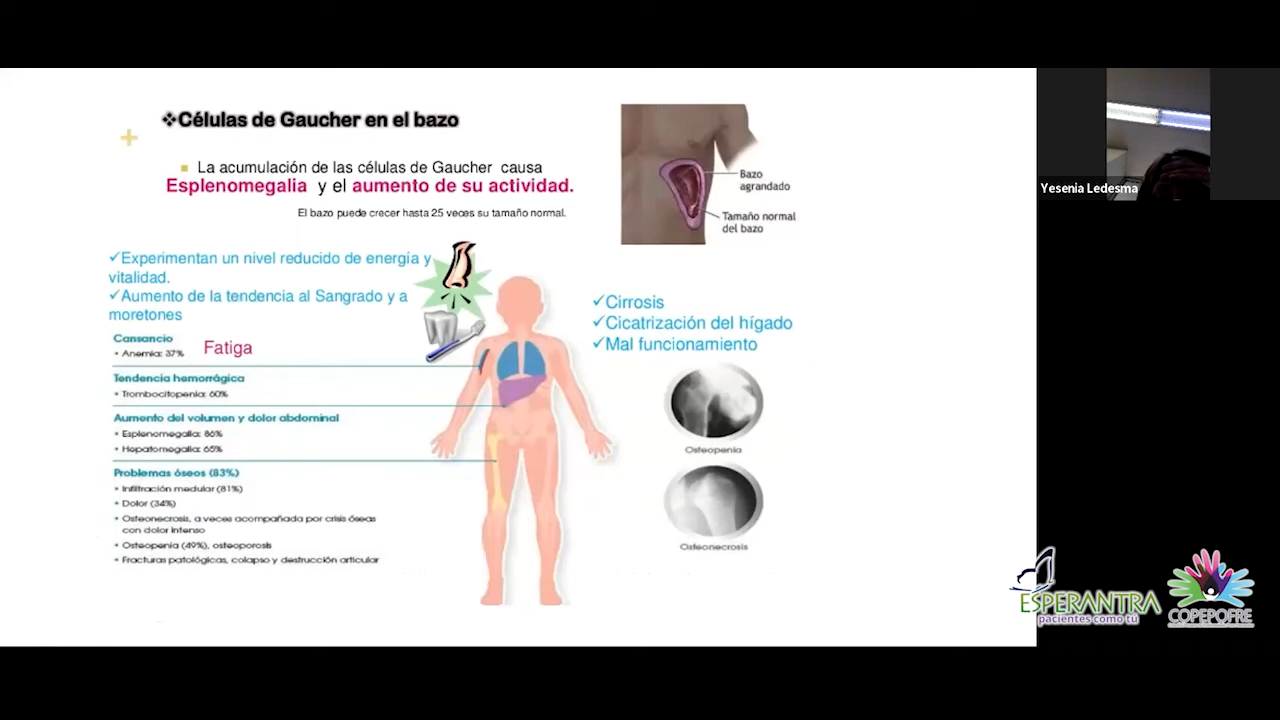 ❖Células de Gaucher en el bazo
La acumulación de las células de Gaucher causa
Esplenomegalia y el aumento de su actividad.
El bazo puede crecer hasta 25 veces su tamaño normal.
Bazo
agrandado
Tamaño normal
del bazo
✓Experimentan un nivel reducido de energía y
vitalidad.
✓Aumento de la tendencia al Sangrado y a
moretones
Cansancio
• Anemia: 37%
Fatiga
Tendencia hemorrágica
• Trombocitopenia: 60%
Aumento del volumen y dolor abdominal
• Esplenomegalia: 86%
• Hepatomegalia: 65%
Problemas óseos (83%)
• Infiltración medular (81%)
• Dolor (34%)
• Osteonecrosis, a veces acompañada por crisis óseas
con dolor intenso
• Osteopenia (49%), osteoporosis
• Fracturas patológicas, colapso y destrucción articular
✓Cirrosis
✓Cicatrización del hígado
✓Mal funcionamiento
Osteopenia
Osteonecrosis
Yesenia Ledesma
ESPERANTRA
pacientes como tú
COPEPOFRE